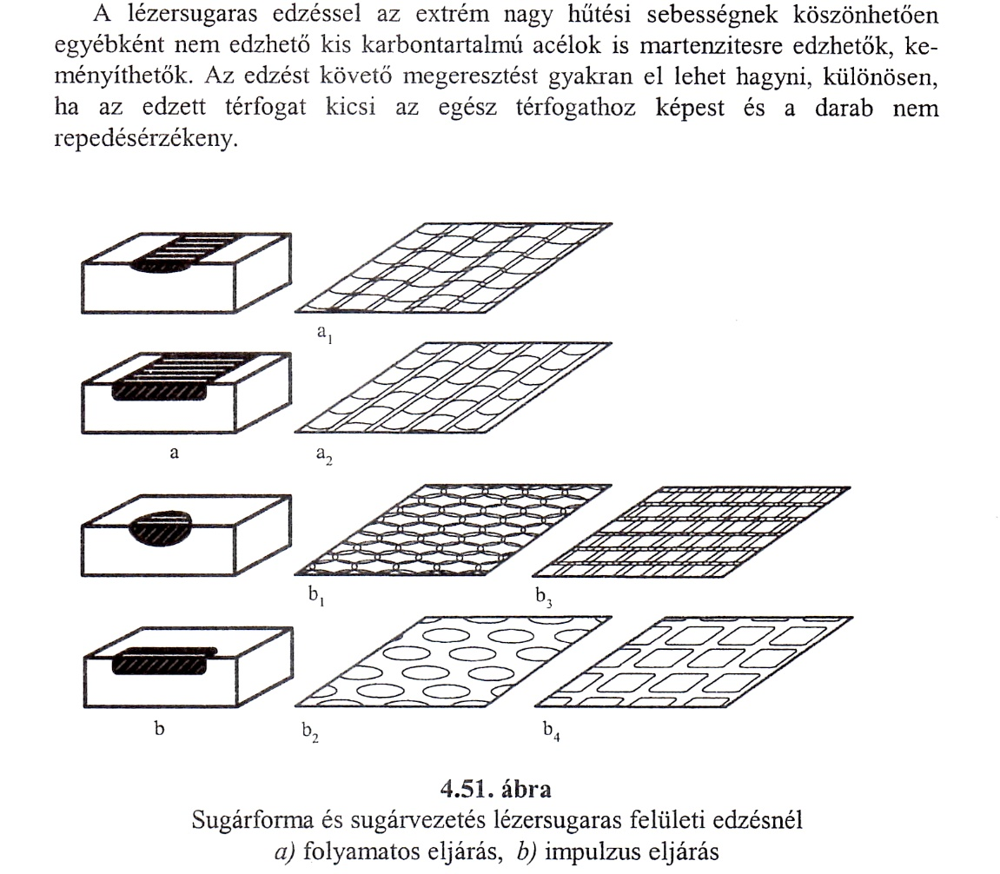 A lézersugaras edzéssel az extrém nagy hűtési sebességnek köszönhetően
egyébként nem edzhető kis karbontartalmú acélok is martenzitesre edzhetők, ke-
ményíthetők. Az edzést követő megeresztést gyakran el lehet hagyni, különösen,
ha az edzett térfogat kicsi az egész térfogathoz képest és a darab nem
repedésérzékeny.
a₁
a a₂
b₁ b₃
b b₂ b₄
4.51. ábra
Sugárforma és sugárvezetés lézersugaras felületi edzésnél
a) folyamatos eljárás, b) impulzus eljárás